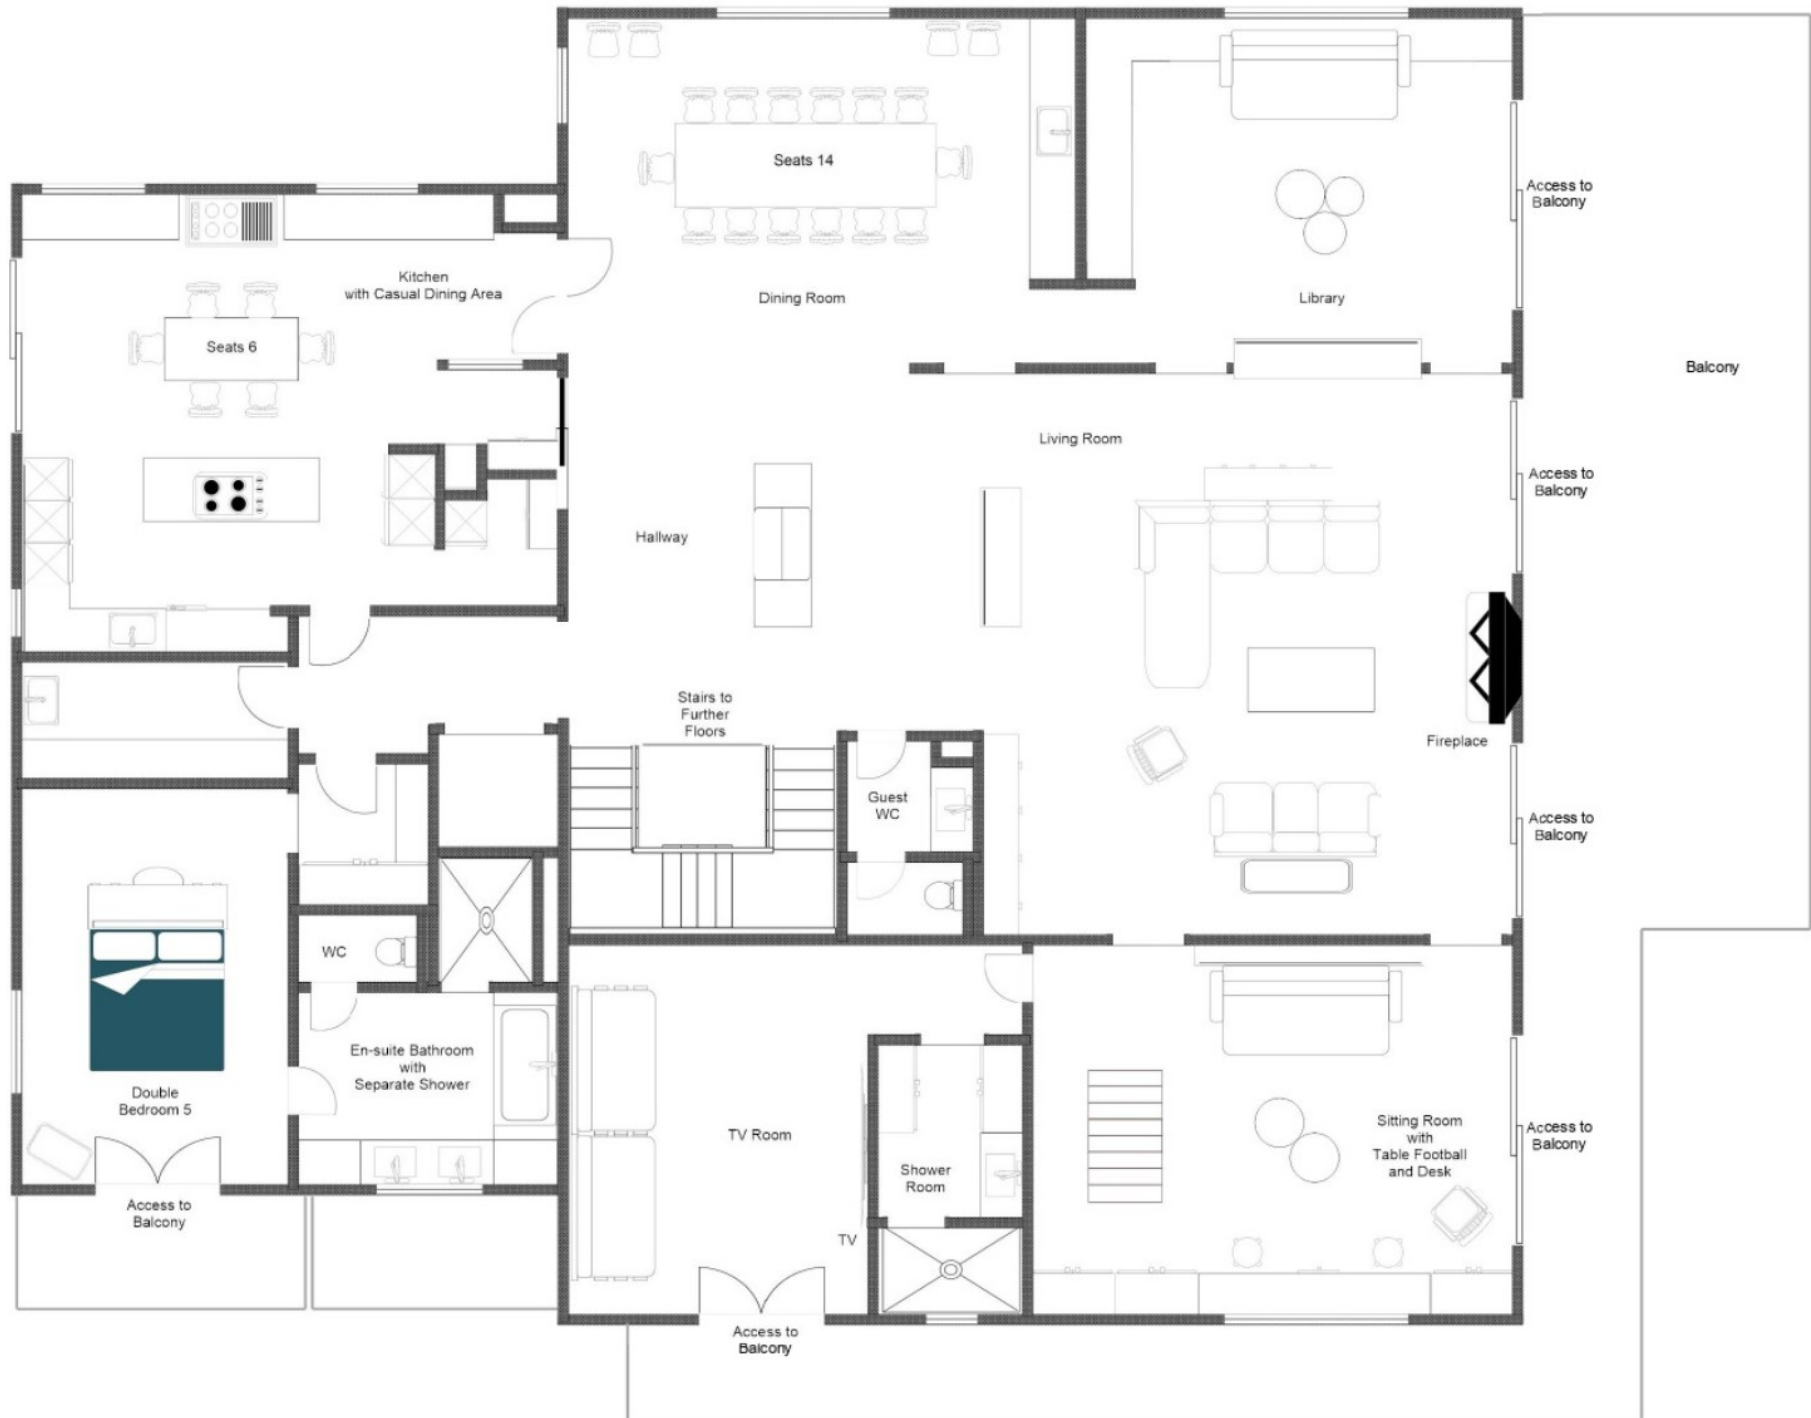 Seats 14
Access to
Balcony
Kitchen
with Casual Dining Area
Dining Room
Library
Seats 6
Balcony
Living Room
Access to
Balcony
Hallway
Stairs to
Further
Floors
Fireplace
Guest
WC
Access to
Balcony
WC
En-suite Bathroom
with
Separate Shower
Double
Bedroom 5
TV Room
Sitting Room
with
Table Football
and Desk
Access to
Balcony
Shower
Room
Access to
Balcony
TV
Access to
Balcony